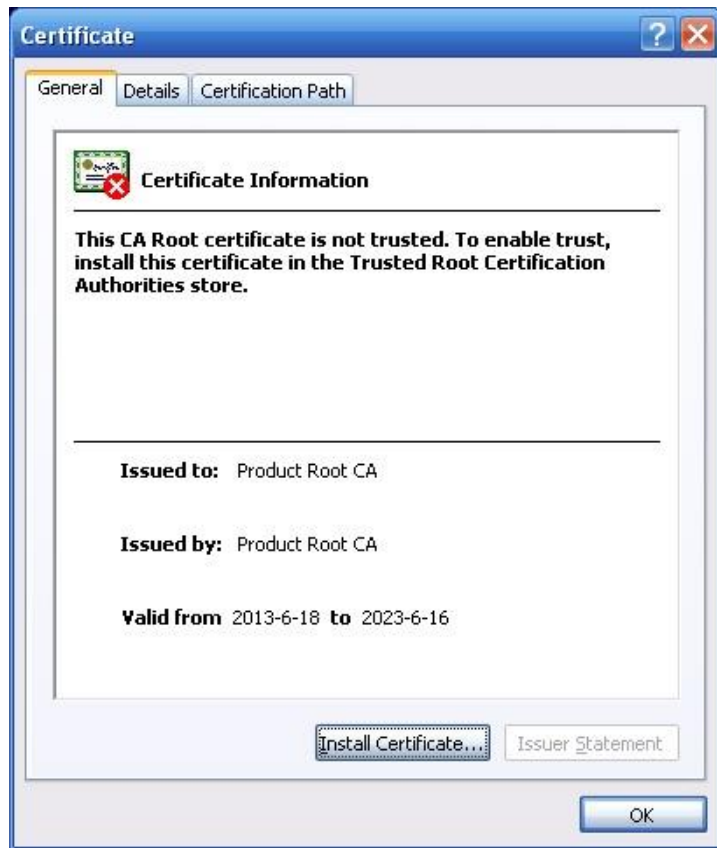 Certificate
General Details Certification Path
Certificate Information
This CA Root certificate is not trusted. To enable trust,
install this certificate in the Trusted Root Certification
Authorities store.
Issued to: Product Root CA
Issued by: Product Root CA
Valid from 2013-6-18 to 2023-6-16
Install Certificate... Issuer Statement
OK